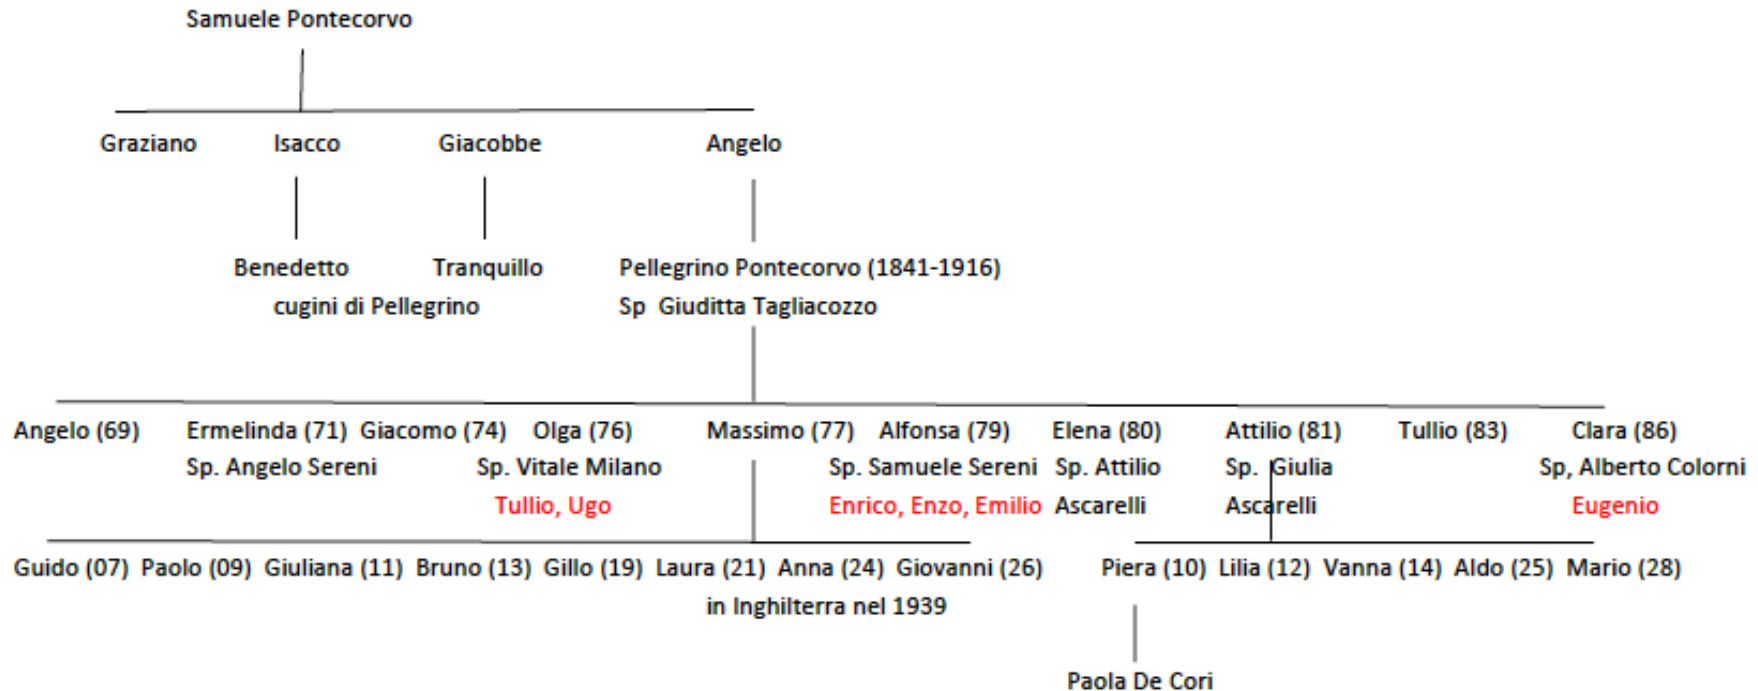 Samuele Pontecorvo
Graziano Isacco Giacobbe Angelo
Benedetto Tranquillo Pellegrino Pontecorvo (1841-1916)
cugini di Pellegrino Sp Giuditta Tagliacozzo
Angelo (69) Ermelinda (71) Giacomo (74) Olga (76) Massimo (77) Alfonsa (79) Elena (80) Attilio (81) Tullio (83) Clara (86)
Sp. Angelo Sereni Sp. Vitale Milano Sp. Samuele Sereni Sp. Attilio Sp. Giulia Sp, Alberto Colorni
Tullio, Ugo Enrico, Enzo, Emilio Ascarelli Ascarelli Eugenio
Guido (07) Paolo (09) Giuliana (11) Bruno (13) Gillo (19) Laura (21) Anna (24) Giovanni (26) Piera (10) Lilia (12) Vanna (14) Aldo (25) Mario (28)
in Inghilterra nel 1939
Paola De Cori